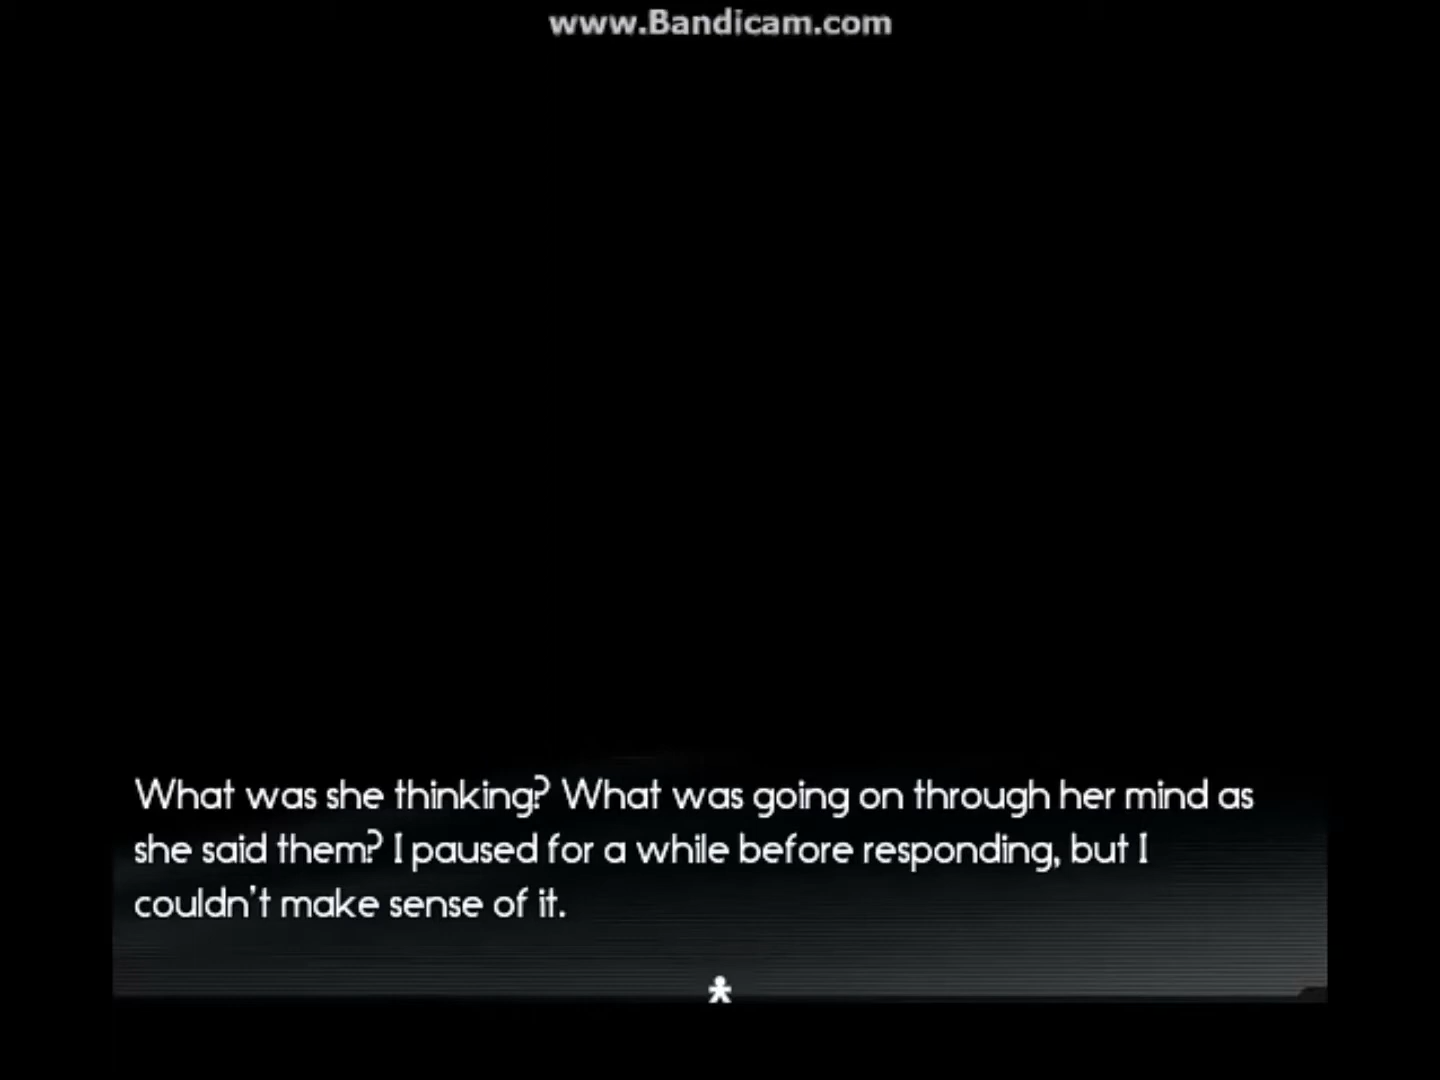 www.Bandicam.com
What was she thinking? What was going on through her mind as
she said them? I paused for a while before responding, but I
couldn't make sense of it.